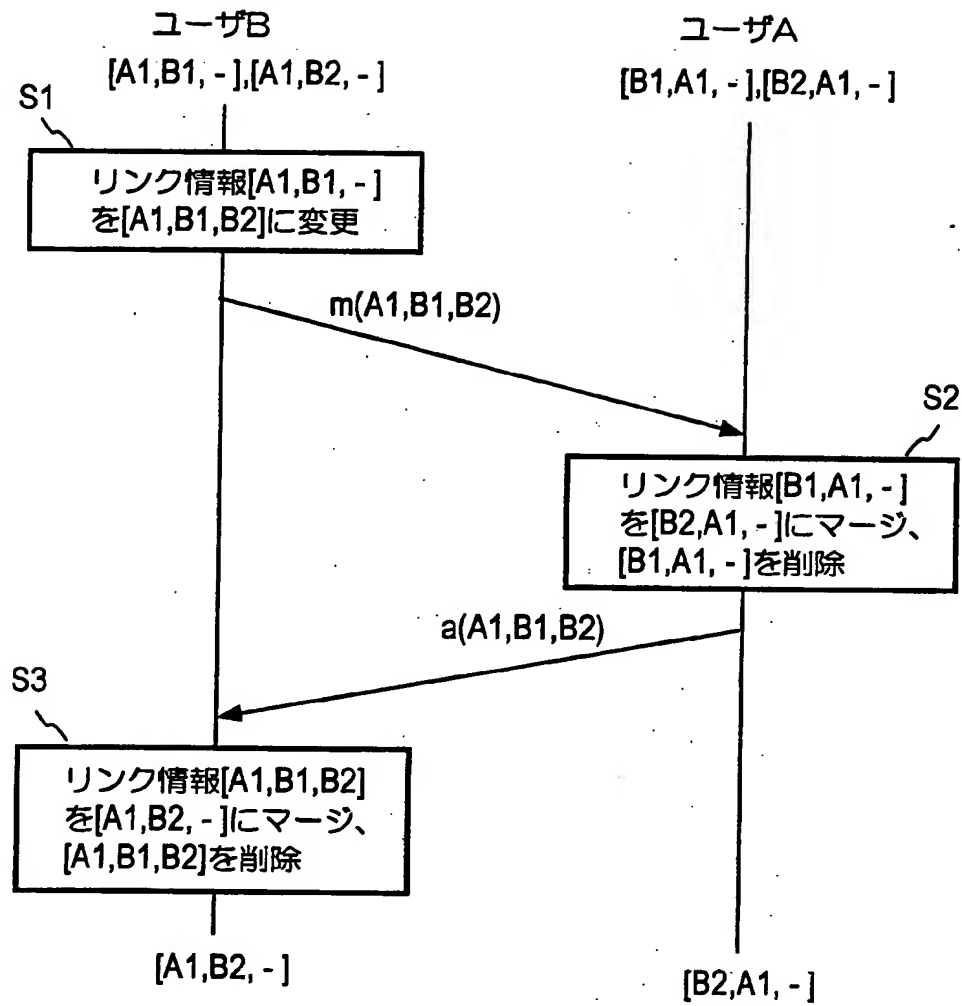 ユーザB
ユーザA
[A1,B1, - ],[A1,B2, - ]
[B1,A1, - ],[B2,A1, - ]
S1
リンク情報[A1,B1, - ]
を[A1,B1,B2]に変更
m(A1,B1,B2)
S2
リンク情報[B1,A1, - ]
を[B2,A1, - ]にマージ、
[B1,A1, - ]を削除
a(A1,B1,B2)
S3
リンク情報[A1,B1,B2]
を[A1,B2, - ]にマージ、
[A1,B1,B2]を削除
[A1,B2, - ]
[B2,A1, - ]